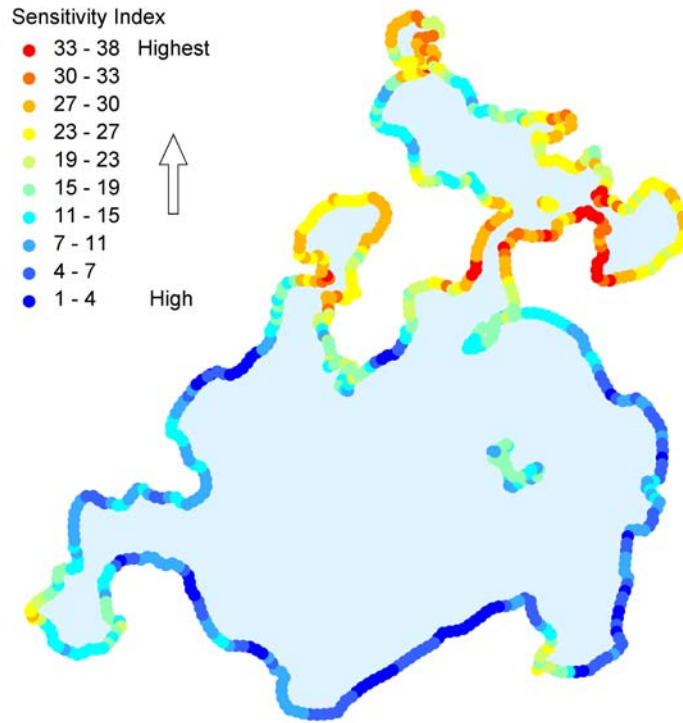 Sensitivity Index
33 - 38 Highest
30 - 33
27 - 30
23 - 27
19 - 23
15 - 19
11 - 15
7 - 11
4 - 7
1 - 4 High